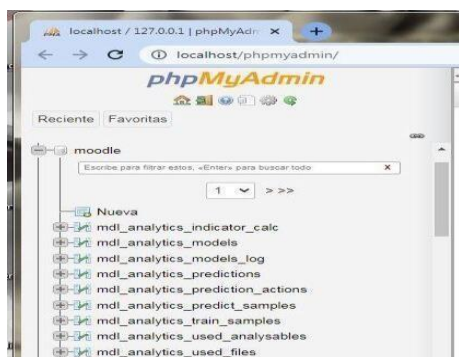 localhost / 127.0.0.1 | phpMyAdm
localhost/phpmyadmin/
phpMyAdmin
Reciente Favoritas
moodle
Escribe para filtrar estos, «Enter» para buscar todo X
1 > >>
Nueva
mdl_analytics_indicator_calc
mdl_analytics_models
mdl_analytics_models_log
mdl_analytics_predictions
mdl_analytics_prediction_actions
mdl_analytics_predict_samples
mdl_analytics_train_samples
mdl_analytics_used_analysables
mdl_analytics_used_files